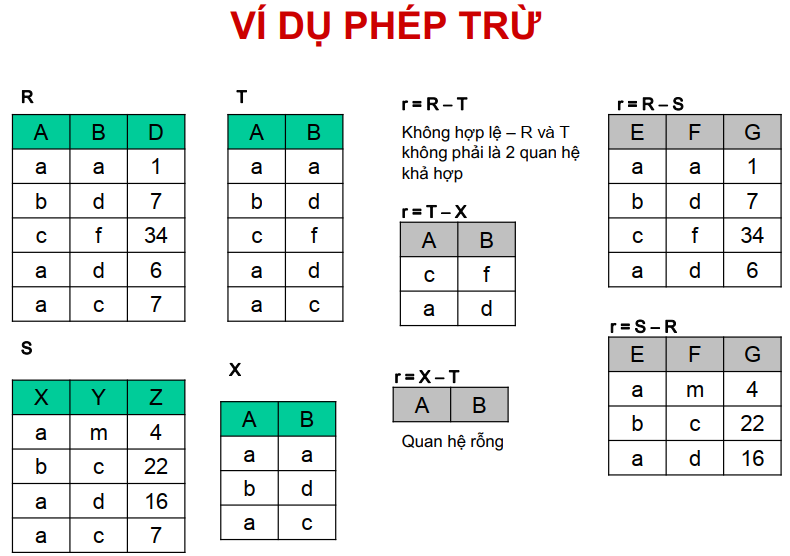 VÍ DỤ PHÉP TRỪ
R
A B D
a a 1
b d 7
c f 34
a d 6
a c 7
S
X Y Z
a m 4
b c 22
a d 16
a c 7
T
A B
a a
b d
c f
a d
a c
X
A B
a a
b d
a c
r = R – T
Không hợp lệ – R và T
không phải là 2 quan hệ
khả hợp
r = T – X
A B
c f
a d
r = X – T
A B
Quan hệ rỗng
r = R – S
E F G
a a 1
b d 7
c f 34
a d 6
r = S – R
E F G
a m 4
b c 22
a d 16